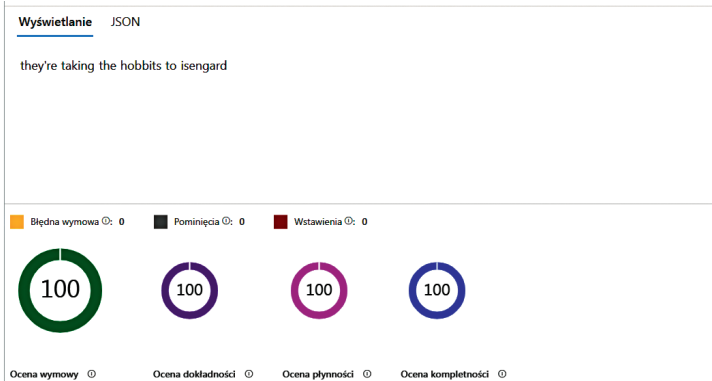 Wyświetlanie JSON
they're taking the hobbits to isengard
Błędna wymowa ⓘ: 0 Pominięcia ⓘ: 0 Wstawienia ⓘ: 0
100 100 100 100
Ocena wymowy ⓘ Ocena dokładności ⓘ Ocena płynności ⓘ Ocena kompletności ⓘ